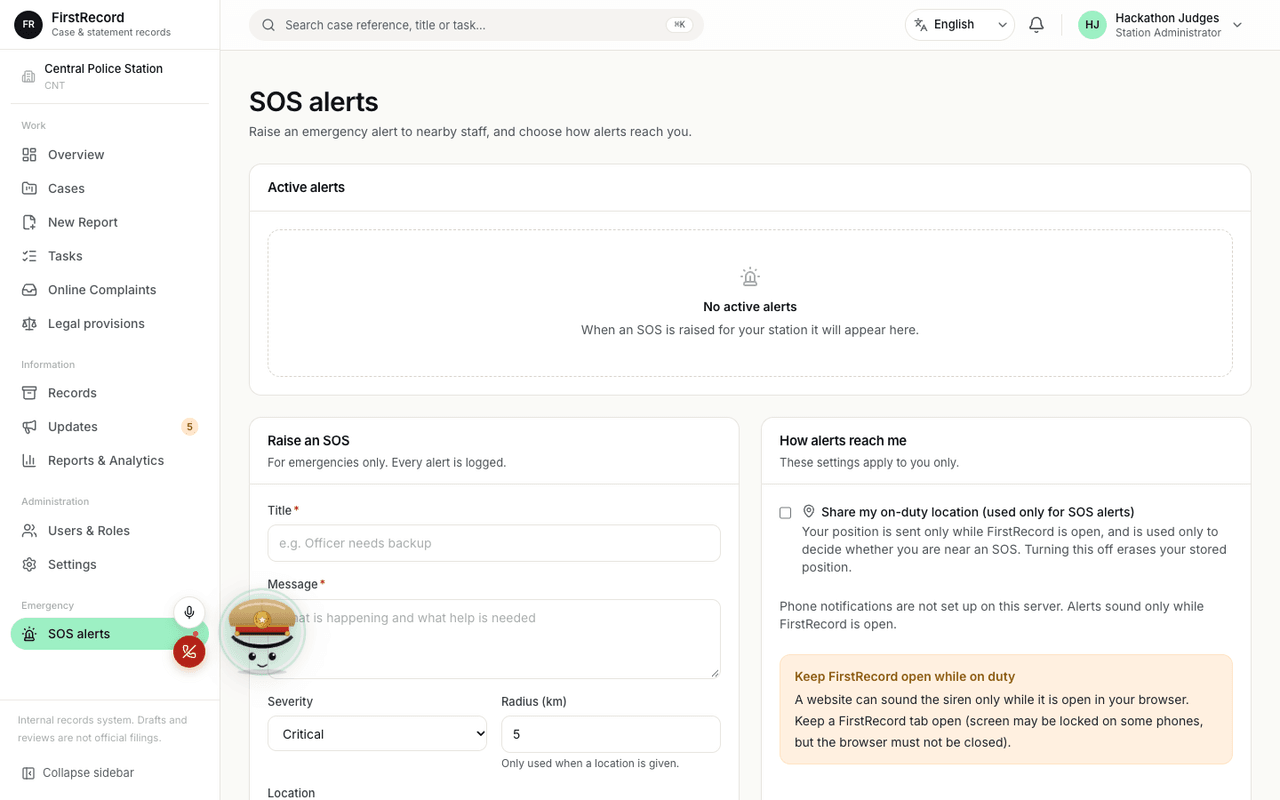 FR
FirstRecord
Case & statement records
Central Police Station
CNT
Work
Overview
Cases
New Report
Tasks
Online Complaints
Legal provisions
Information
Records
Updates
5
Reports & Analytics
Administration
Users & Roles
Settings
Emergency
SOS alerts
Internal records system. Drafts and
reviews are not official filings.
Collapse sidebar
Search case reference, title or task...
⌘K
English
HJ
Hackathon Judges
Station Administrator
SOS alerts
Raise an emergency alert to nearby staff, and choose how alerts reach you.
Active alerts
No active alerts
When an SOS is raised for your station it will appear here.
Raise an SOS
For emergencies only. Every alert is logged.
Title*
e.g. Officer needs backup
Message*
is happening and what help is needed
Severity
Critical
Radius (km)
5
Only used when a location is given.
Location
How alerts reach me
These settings apply to you only.
Share my on-duty location (used only for SOS alerts)
Your position is sent only while FirstRecord is open, and is used only to
decide whether you are near an SOS. Turning this off erases your stored
position.
Phone notifications are not set up on this server. Alerts sound only while
FirstRecord is open.
Keep FirstRecord open while on duty
A website can sound the siren only while it is open in your browser.
Keep a FirstRecord tab open (screen may be locked on some phones,
but the browser must not be closed).